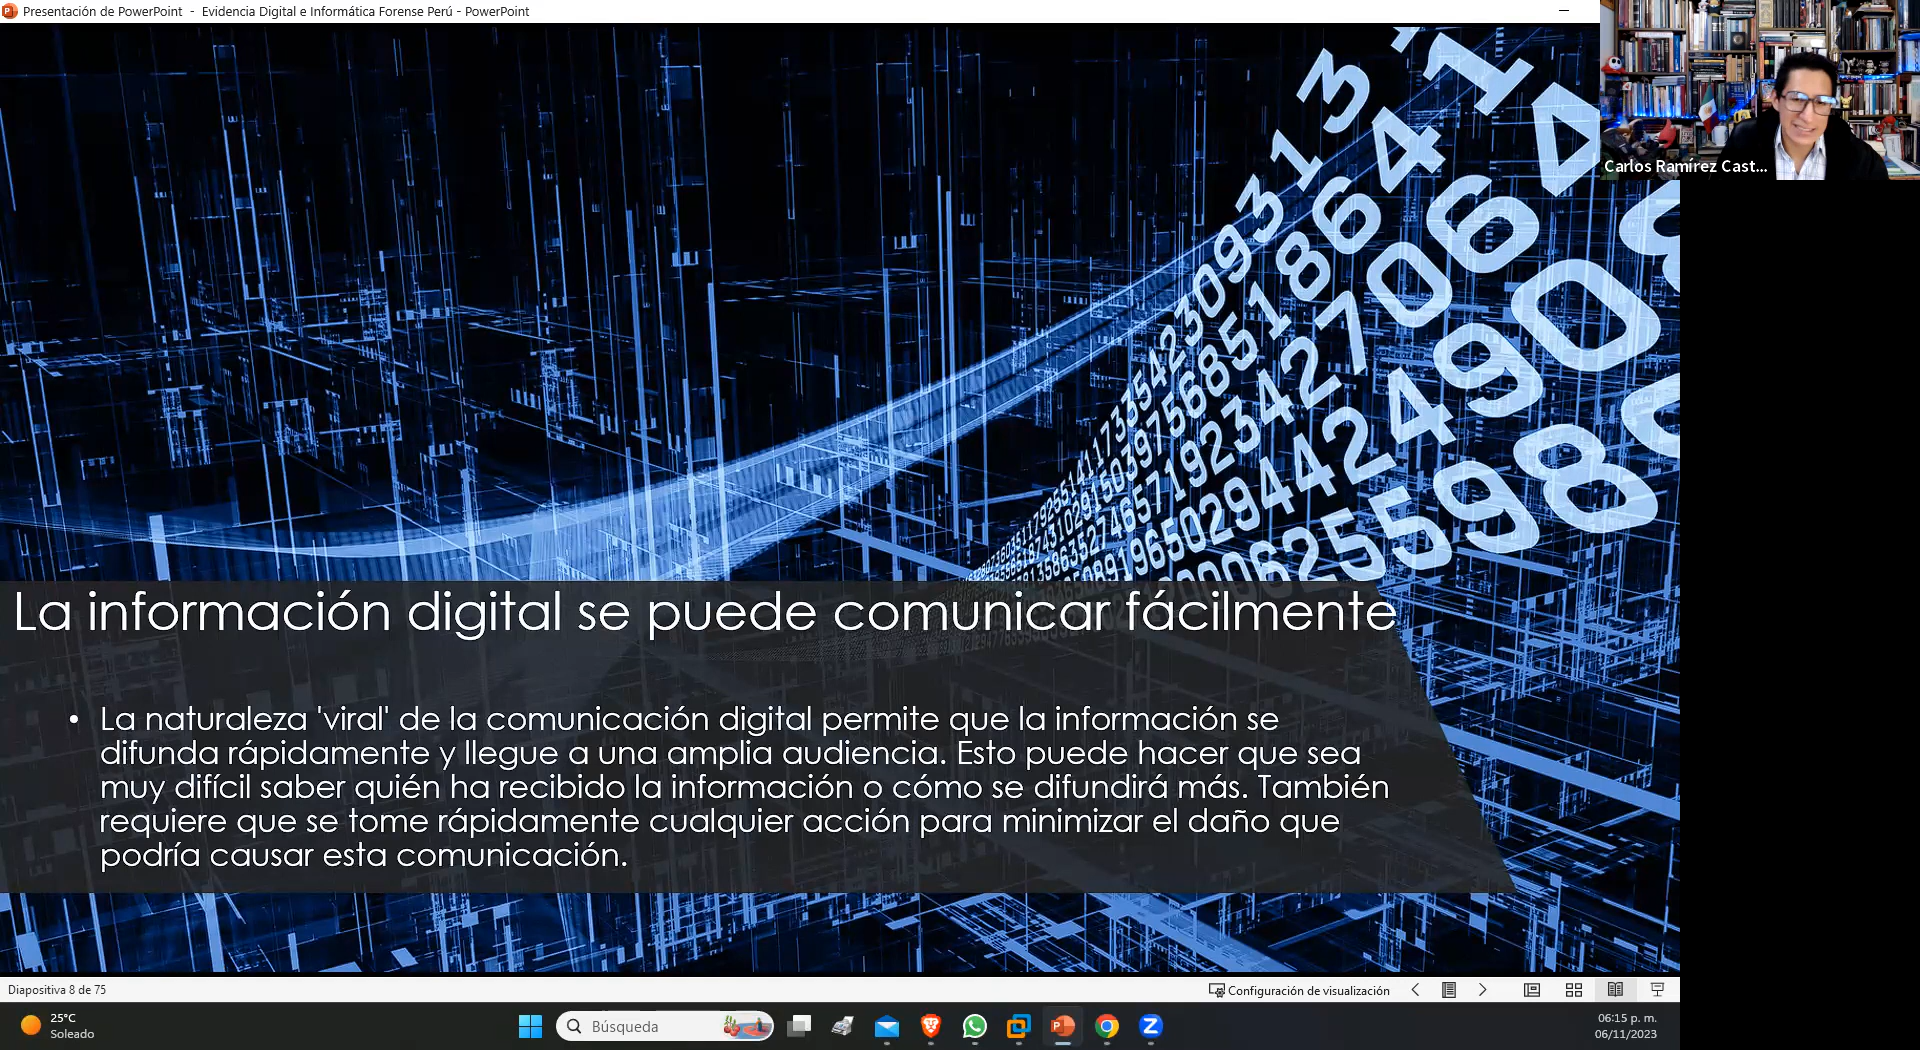 Presentación de PowerPoint - Evidencia Digital e Informática Forense Perú - PowerPoint
Carlos Ramírez Cast...
La información digital se puede comunicar fácilmente
• La naturaleza 'viral' de la comunicación digital permite que la información se
difunda rápidamente y llegue a una amplia audiencia. Esto puede hacer que sea
muy difícil saber quién ha recibido la información o cómo se difundirá más. También
requiere que se tome rápidamente cualquier acción para minimizar el daño que
podría causar esta comunicación.
Diapositiva 8 de 75
Configuración de visualización
25°C
Soleado
Búsqueda
06:15 p. m.
06/11/2023